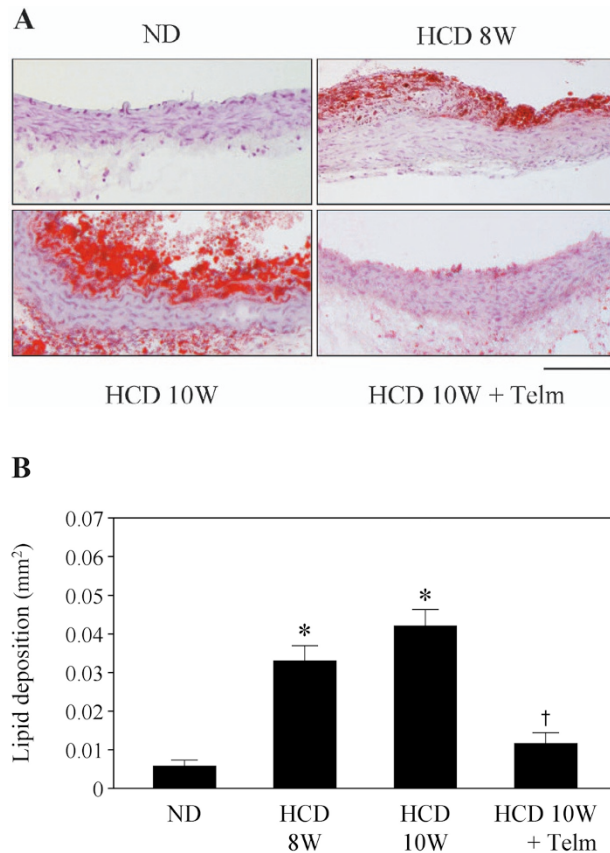 A
ND
HCD 8W
HCD 10W
HCD 10W + Telm
B
Lipid deposition (mm²)
0.07
0.06
0.05
0.04
0.03
0.02
0.01
0
*
*
†
ND
HCD 8W
HCD 10W
HCD 10W + Telm